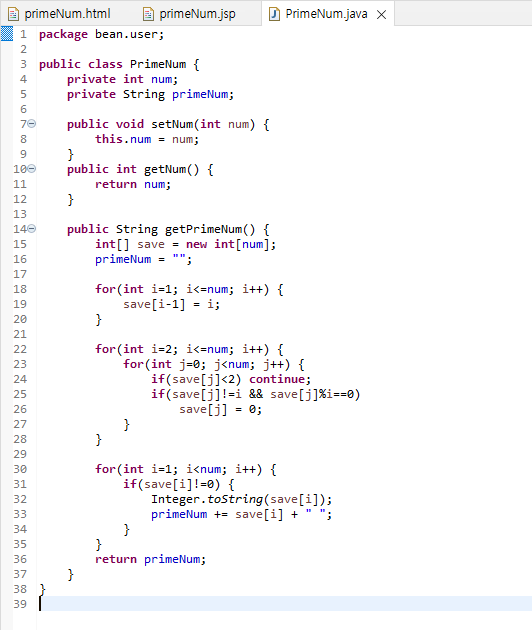 primeNum.html primeNum.jsp PrimeNum.java
1 package bean.user;
2
3 public class PrimeNum {
4     private int num;
5     private String primeNum;
6
7     public void setNum(int num) {
8         this.num = num;
9     }
10     public int getNum() {
11         return num;
12     }
13
14     public String getPrimeNum() {
15         int[] save = new int[num];
16         primeNum = "";
17
18         for(int i=1; i<=num; i++) {
19             save[i-1] = i;
20         }
21
22         for(int i=2; i<=num; i++) {
23             for(int j=0; j<num; j++) {
24                 if(save[j]<2) continue;
25                 if(save[j]!=i && save[j]%i==0)
26                     save[j] = 0;
27             }
28         }
29
30         for(int i=1; i<num; i++) {
31             if(save[i]!=0) {
32                 Integer.toString(save[i]);
33                 primeNum += save[i] + " ";
34             }
35         }
36         return primeNum;
37     }
38 }
39